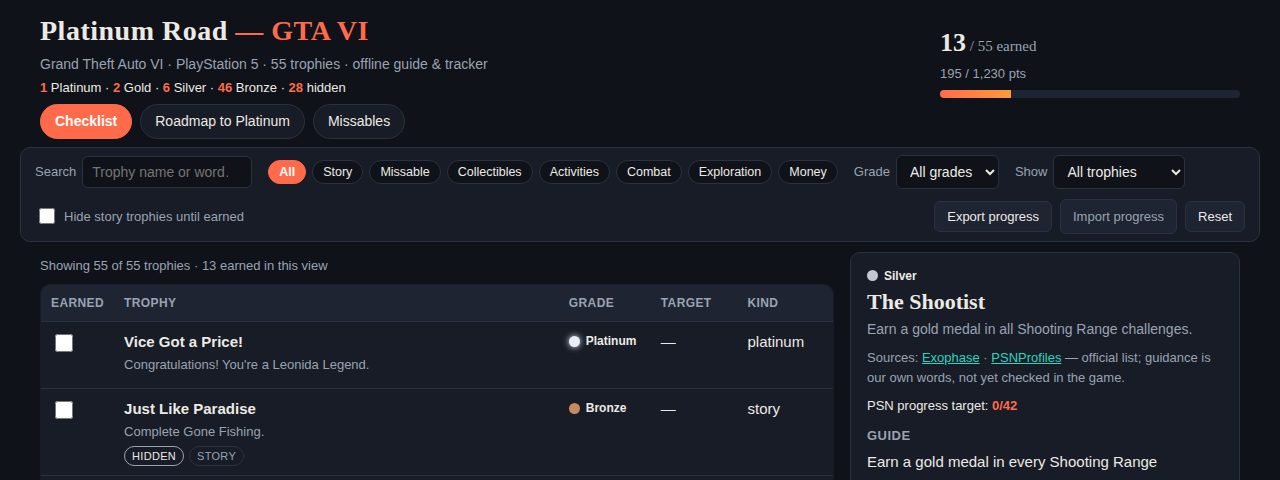 Platinum Road — GTA VI
Grand Theft Auto VI · PlayStation 5 · 55 trophies · offline guide & tracker
1 Platinum · 2 Gold · 6 Silver · 46 Bronze · 28 hidden
13 / 55 earned
195 / 1,230 pts
Checklist
Roadmap to Platinum
Missables
Search Trophy name or word. All Story Missable Collectibles Activities Combat Exploration Money Grade All grades Show All trophies
Hide story trophies until earned
Export progress Import progress Reset
Showing 55 of 55 trophies · 13 earned in this view
EARNED TROPHY GRADE TARGET KIND
Vice Got a Price! Platinum — platinum
Congratulations! You're a Leonida Legend.
Just Like Paradise Bronze — story
Complete Gone Fishing.
HIDDEN STORY
Silver
The Shootist
Earn a gold medal in all Shooting Range challenges.
Sources: Exophase · PSNProfiles — official list; guidance is
our own words, not yet checked in the game.
PSN progress target: 0/42
GUIDE
Earn a gold medal in every Shooting Range